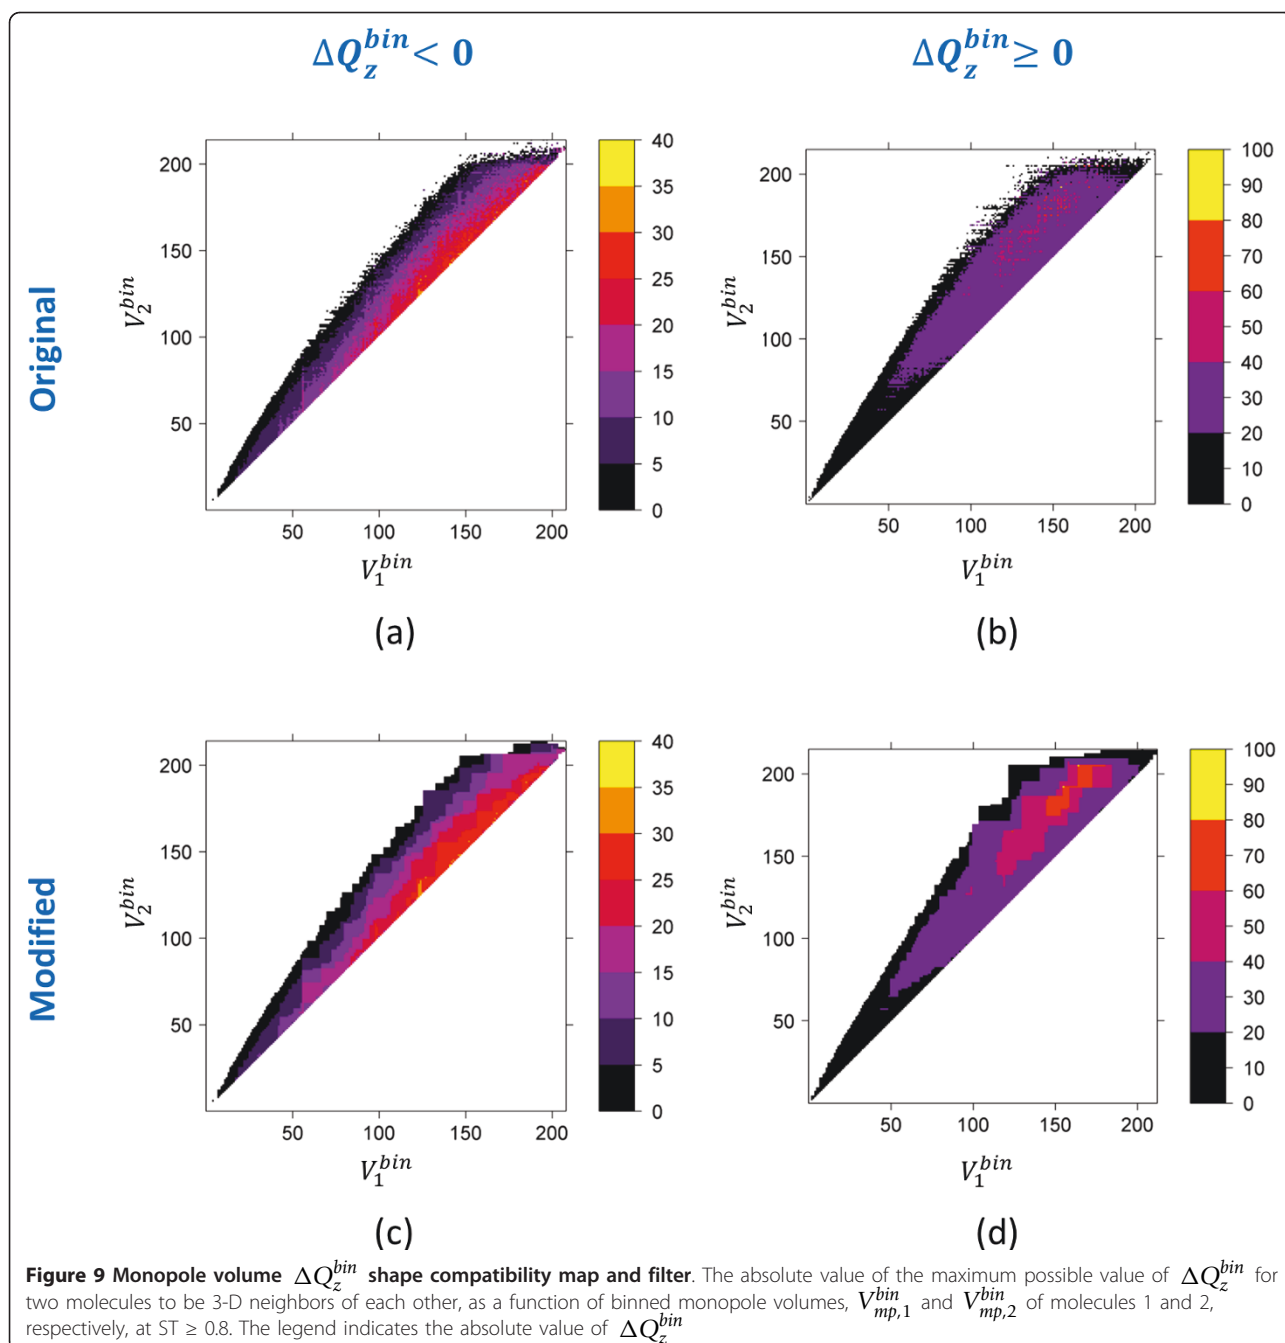 ΔQ_z^{bin} < 0
ΔQ_z^{bin} ≥ 0
Original
200
150
100
50
V_2^{bin}
50 100 150 200
V_1^{bin}
40
35
30
25
20
15
10
5
0
(a)
200
150
100
50
V_2^{bin}
50 100 150 200
V_1^{bin}
100
90
80
70
60
50
40
30
20
10
0
(b)
Modified
200
150
100
50
V_2^{bin}
50 100 150 200
V_1^{bin}
40
35
30
25
20
15
10
5
0
(c)
200
150
100
50
V_2^{bin}
50 100 150 200
V_1^{bin}
100
90
80
70
60
50
40
30
20
10
0
(d)
Figure 9 Monopole volume ΔQ_z^{bin} shape compatibility map and filter. The absolute value of the maximum possible value of ΔQ_z^{bin} for
two molecules to be 3-D neighbors of each other, as a function of binned monopole volumes, V_{mp,1}^{bin} and V_{mp,2}^{bin} of molecules 1 and 2,
respectively, at ST ≥ 0.8. The legend indicates the absolute value of ΔQ_z^{bin}